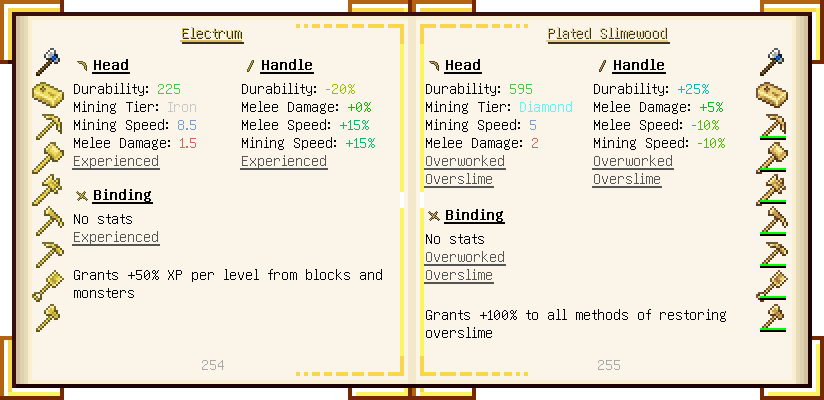 Electrum
Head
Durability: 225
Mining Tier: Iron
Mining Speed: 8.5
Melee Damage: 1.5
Experienced
Handle
Durability: -20%
Melee Damage: +0%
Melee Speed: +15%
Mining Speed: +15%
Experienced
Binding
No stats
Experienced
Grants +50% XP per level from blocks and
monsters
254
Plated Slimewood
Head
Durability: 595
Mining Tier: Diamond
Mining Speed: 5
Melee Damage: 2
Overworked
Overslime
Handle
Durability: +25%
Melee Damage: +5%
Melee Speed: -10%
Mining Speed: -10%
Overworked
Overslime
Binding
No stats
Overworked
Overslime
Grants +100% to all methods of restoring
overslime
255